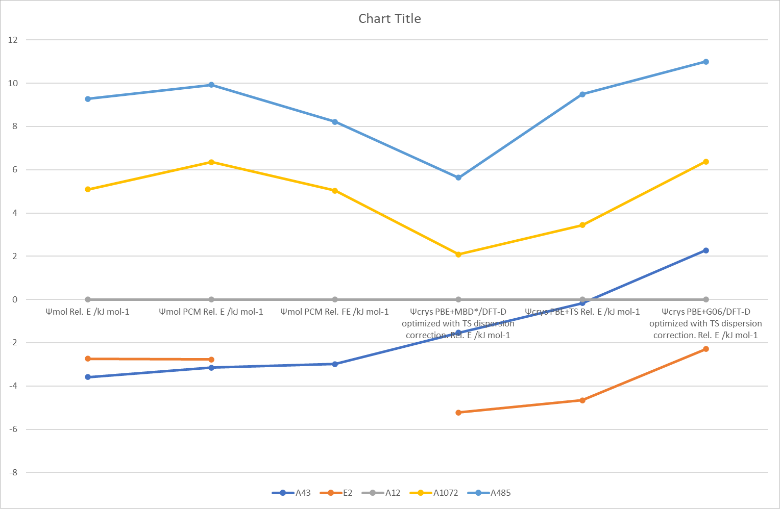 Chart Title
12
10
8
6
4
2
0
2
-4
-6
8
Ψmol Rel. E /kJ mol-1
Ψmol PCM Rel. E /kJ mol-1
Ψmol PCM Rel. FE /kJ mol-1
Ψcrys PBE+MBD*/DFT-D
optimized with TS dispersion
correction. Rel. E /kJ mol-1
Ψcrys PBE+TS Rel. E /kJ mol-1
Ψcrys PBE+G06/DFT-D
optimized with TS dispersion
correction. Rel. E /kJ mol-1
A43 E2 A12 A1072 A485